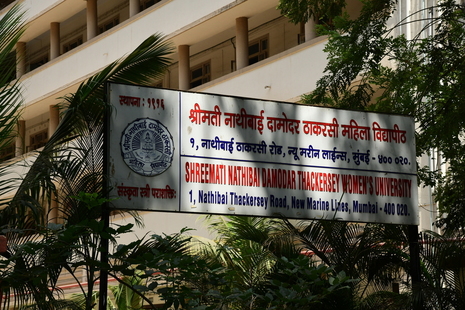 स्थापना : १९१६
संस्कृता स्त्री पराशक्ति
श्रीमती नाथीबाई दामोदर ठाकरसी महिला विद्यापीठ
१, नाथीबाई ठाकरसी रोड, न्यू मरीन लाईन्स, मुंबई - ४०० ०२०.
SHREEMATI NATHIBAI DAMODAR THACKERSEY WOMEN'S UNIVERSITY
1, Nathibai Thackersey Road, New Marine Lines, Mumbai - 400 020.